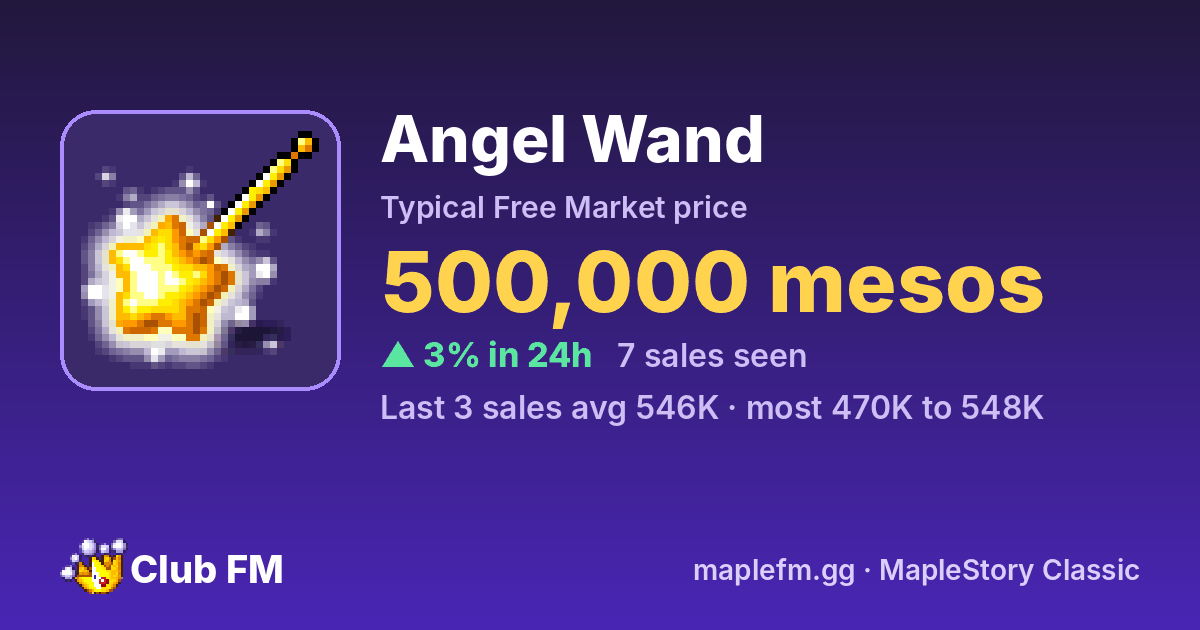 Angel Wand
Typical Free Market price
500,000 mesos
▲ 3% in 24h 7 sales seen
Last 3 sales avg 546K · most 470K to 548K
Club FM
maplefm.gg · MapleStory Classic